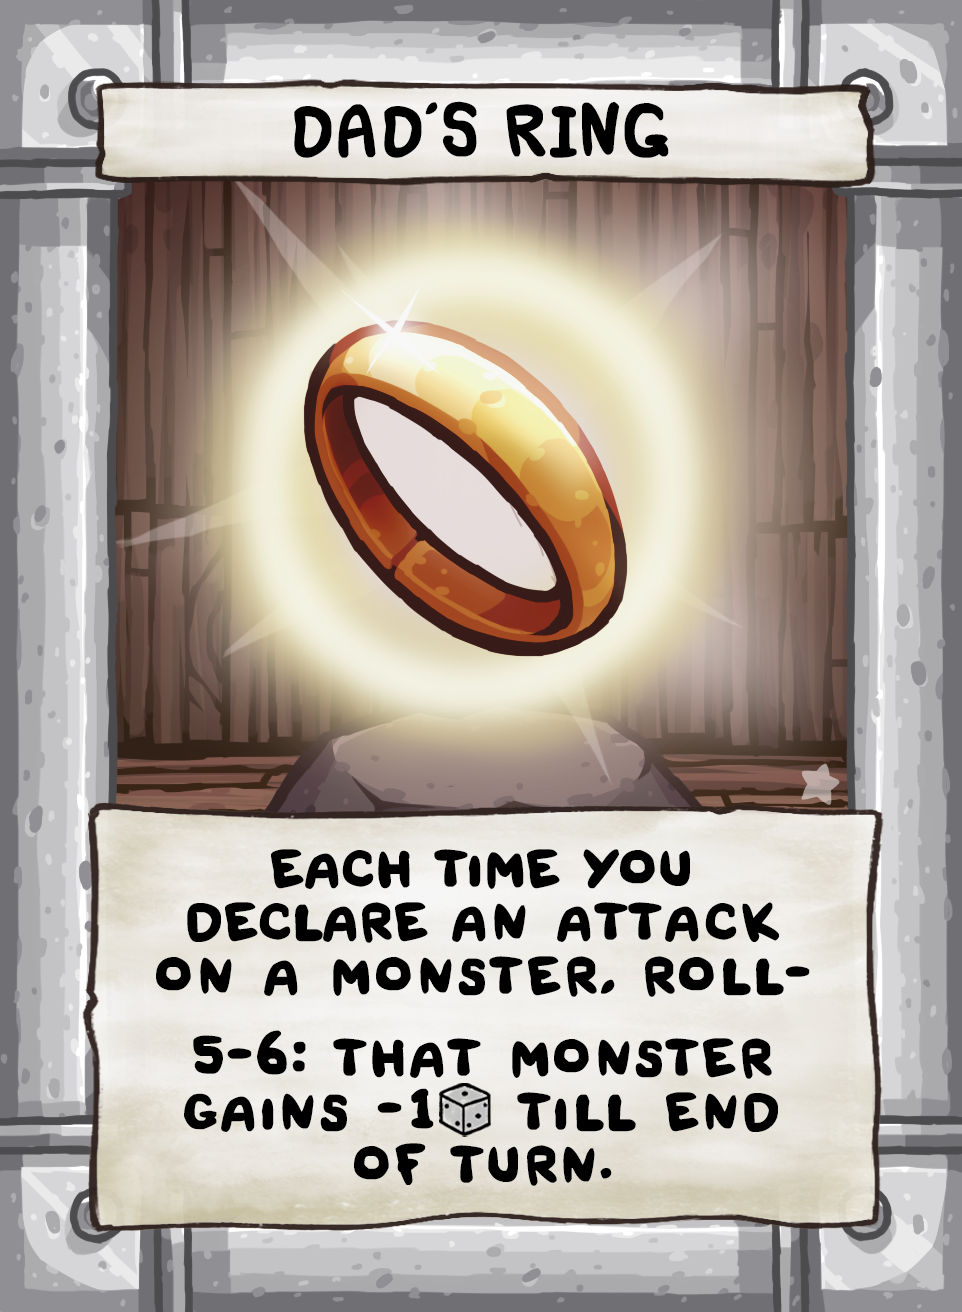 DAD'S RING
EACH TIME YOU
DECLARE AN ATTACK
ON A MONSTER, ROLL-
5-6: THAT MONSTER
GAINS -1 TILL END
OF TURN.